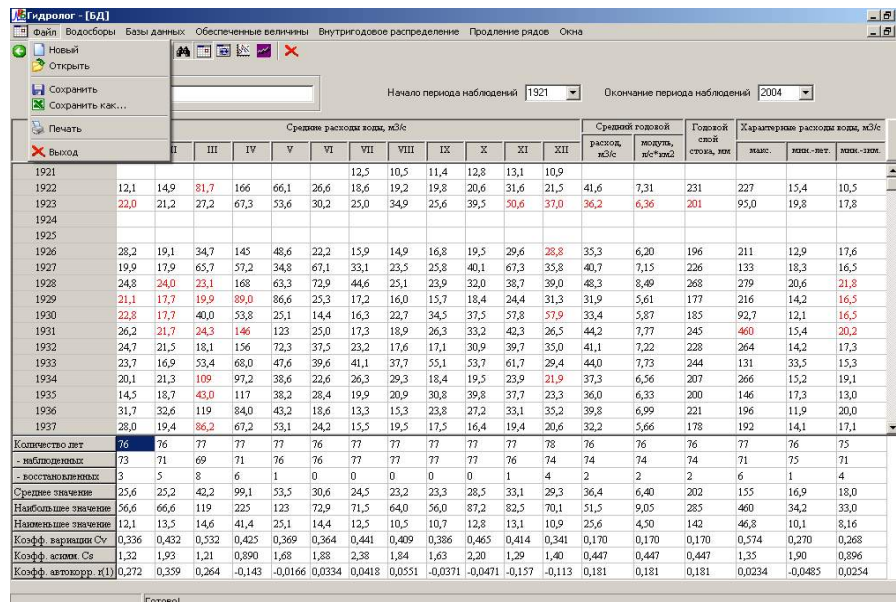 Гидролог - [БД]
Файл Водосборы Базы данных Обеспеченные величины Внутригодовое распределение Продление рядов Окна
Новый
Открыть
Сохранить
Сохранить как...
Печать
Выход
Начало периода наблюдений 1921 Окончание периода наблюдений 2004
Средние расходы воды, м3/с Средний годовой Годовой слой стока, мм Характерные расходы воды, м3/с
II III IV V VI VII VIII IX X XI XII расход, м3/с модуль, л/с*км2 макс. мин.-лет. мин.-зим.
1921 12,5 10,5 11,4 12,8 13,1 10,9
1922 12,1 14,9 81,7 166 66,1 26,6 18,6 19,2 19,8 20,6 31,6 21,5 41,6 7,31 231 227 15,4 10,5
1923 22,0 21,2 27,2 67,3 53,6 30,2 25,0 34,9 25,6 39,5 50,6 37,0 36,2 6,36 201 95,0 19,8 17,8
1924
1925
1926 28,2 19,1 34,7 145 48,6 22,2 15,9 14,9 16,8 19,5 29,6 28,8 35,3 6,20 196 211 12,9 17,6
1927 19,9 17,9 65,7 57,2 34,8 67,1 33,1 23,5 25,8 40,1 67,3 35,8 40,7 7,15 226 133 18,3 16,5
1928 24,8 24,0 23,1 168 63,3 72,9 44,6 25,1 23,9 32,0 38,7 39,0 48,3 8,49 268 279 20,6 21,8
1929 21,1 17,7 19,9 89,0 86,6 25,3 17,2 16,0 15,7 18,4 24,4 31,3 31,9 5,61 177 216 14,2 16,5
1930 22,8 17,7 40,0 53,8 25,1 14,4 16,3 22,7 34,5 37,5 57,8 57,9 33,4 5,87 185 92,7 12,1 16,5
1931 26,2 21,7 24,3 146 123 25,0 17,3 18,9 26,3 33,2 42,3 26,5 44,2 7,77 245 460 15,4 20,2
1932 24,7 21,5 18,1 156 72,3 37,5 23,2 17,6 17,1 30,9 39,7 35,0 41,1 7,22 228 264 14,2 17,3
1933 23,7 16,9 53,4 68,0 47,6 39,6 41,1 37,7 55,1 53,7 61,7 29,4 44,0 7,73 244 131 33,5 15,3
1934 20,1 21,3 109 97,2 38,6 22,6 26,3 29,3 18,4 19,5 23,9 21,9 37,3 6,56 207 266 15,2 19,1
1935 14,5 18,7 43,0 117 38,2 28,4 19,9 20,9 30,8 39,8 37,7 23,3 36,0 6,33 200 146 17,3 13,0
1936 31,7 32,6 119 84,0 43,2 18,6 13,3 15,3 23,8 27,2 33,1 35,2 39,8 6,99 221 196 11,9 20,0
1937 28,0 19,4 86,2 67,2 53,1 24,2 15,5 19,5 17,5 16,4 19,4 20,6 32,2 5,66 178 192 14,1 17,1
Количество лет 76 76 77 77 77 76 77 77 77 77 77 78 76 76 76 77 76 75
- наблюденных 73 71 69 71 76 76 77 77 77 77 76 74 74 74 74 71 75 71
- восстановленных 3 5 8 6 1 0 0 0 0 0 1 4 2 2 2 6 1 4
Среднее значение 25,6 25,2 42,2 99,1 53,5 30,6 24,5 23,2 23,3 28,5 33,1 29,3 36,4 6,40 202 155 16,9 18,0
Наибольшее значение 56,6 66,6 119 225 123 72,9 71,5 64,0 56,0 87,2 82,5 70,1 51,5 9,05 285 460 34,2 33,0
Наименьшее значение 12,1 13,5 14,6 41,4 25,1 14,4 12,5 10,5 10,7 12,8 13,1 10,9 25,6 4,50 142 46,8 10,1 8,16
Коэфф. вариации Cv 0,336 0,432 0,532 0,425 0,369 0,364 0,441 0,409 0,386 0,465 0,414 0,341 0,170 0,170 0,170 0,574 0,270 0,268
Коэфф. асимм. Cs 1,32 1,93 1,21 0,890 1,68 1,88 2,38 1,84 1,63 2,20 1,29 1,40 0,447 0,447 0,447 1,35 1,90 0,896
Коэфф. автокорр. r(1) 0,272 0,359 0,264 -0,143 -0,0166 0,0334 0,0418 0,0551 -0,0371 -0,0471 -0,157 -0,113 0,181 0,181 0,181 0,0234 -0,0485 0,0254
Готово!